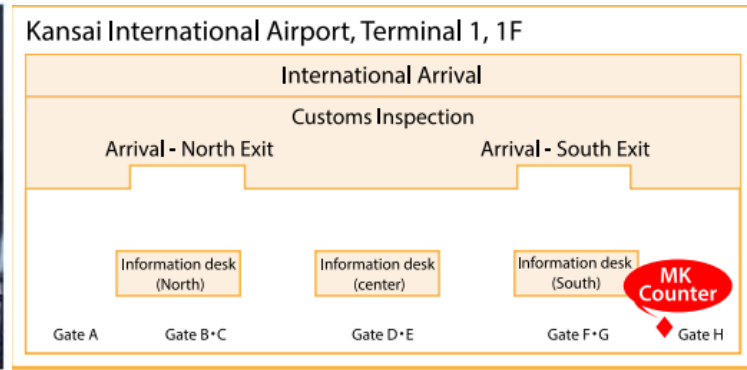 Kansai International Airport, Terminal 1, 1F
International Arrival
Customs Inspection
Arrival - North Exit
Arrival - South Exit
Information desk
(North)
Information desk
(center)
Information desk
(South)
MK
Counter
Gate A
Gate B・C
Gate D・E
Gate F・G
Gate H